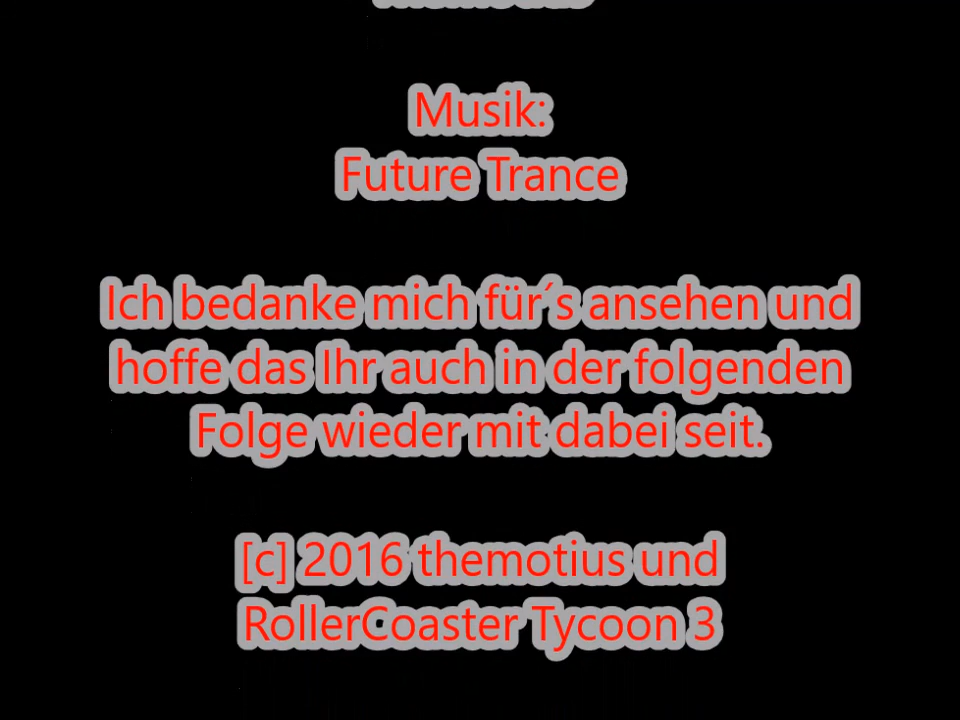 Musik:
Future Trance
Ich bedanke mich für´s ansehen und
hoffe das Ihr auch in der folgenden
Folge wieder mit dabei seit.
[c] 2016 themotius und
RollerCoaster Tycoon 3